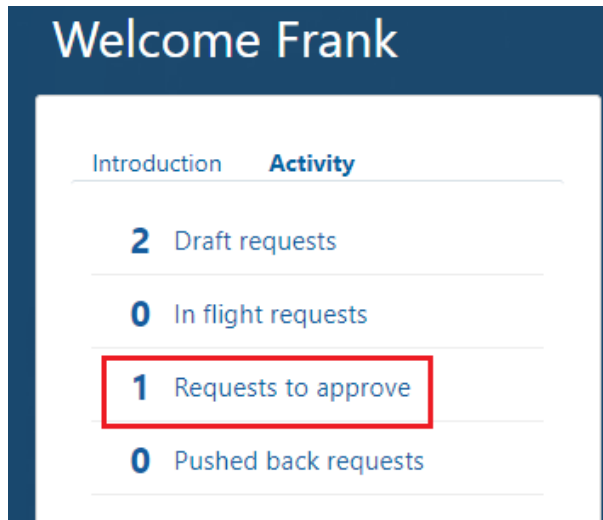 Welcome Frank
Introduction Activity
2 Draft requests
0 In flight requests
1 Requests to approve
0 Pushed back requests